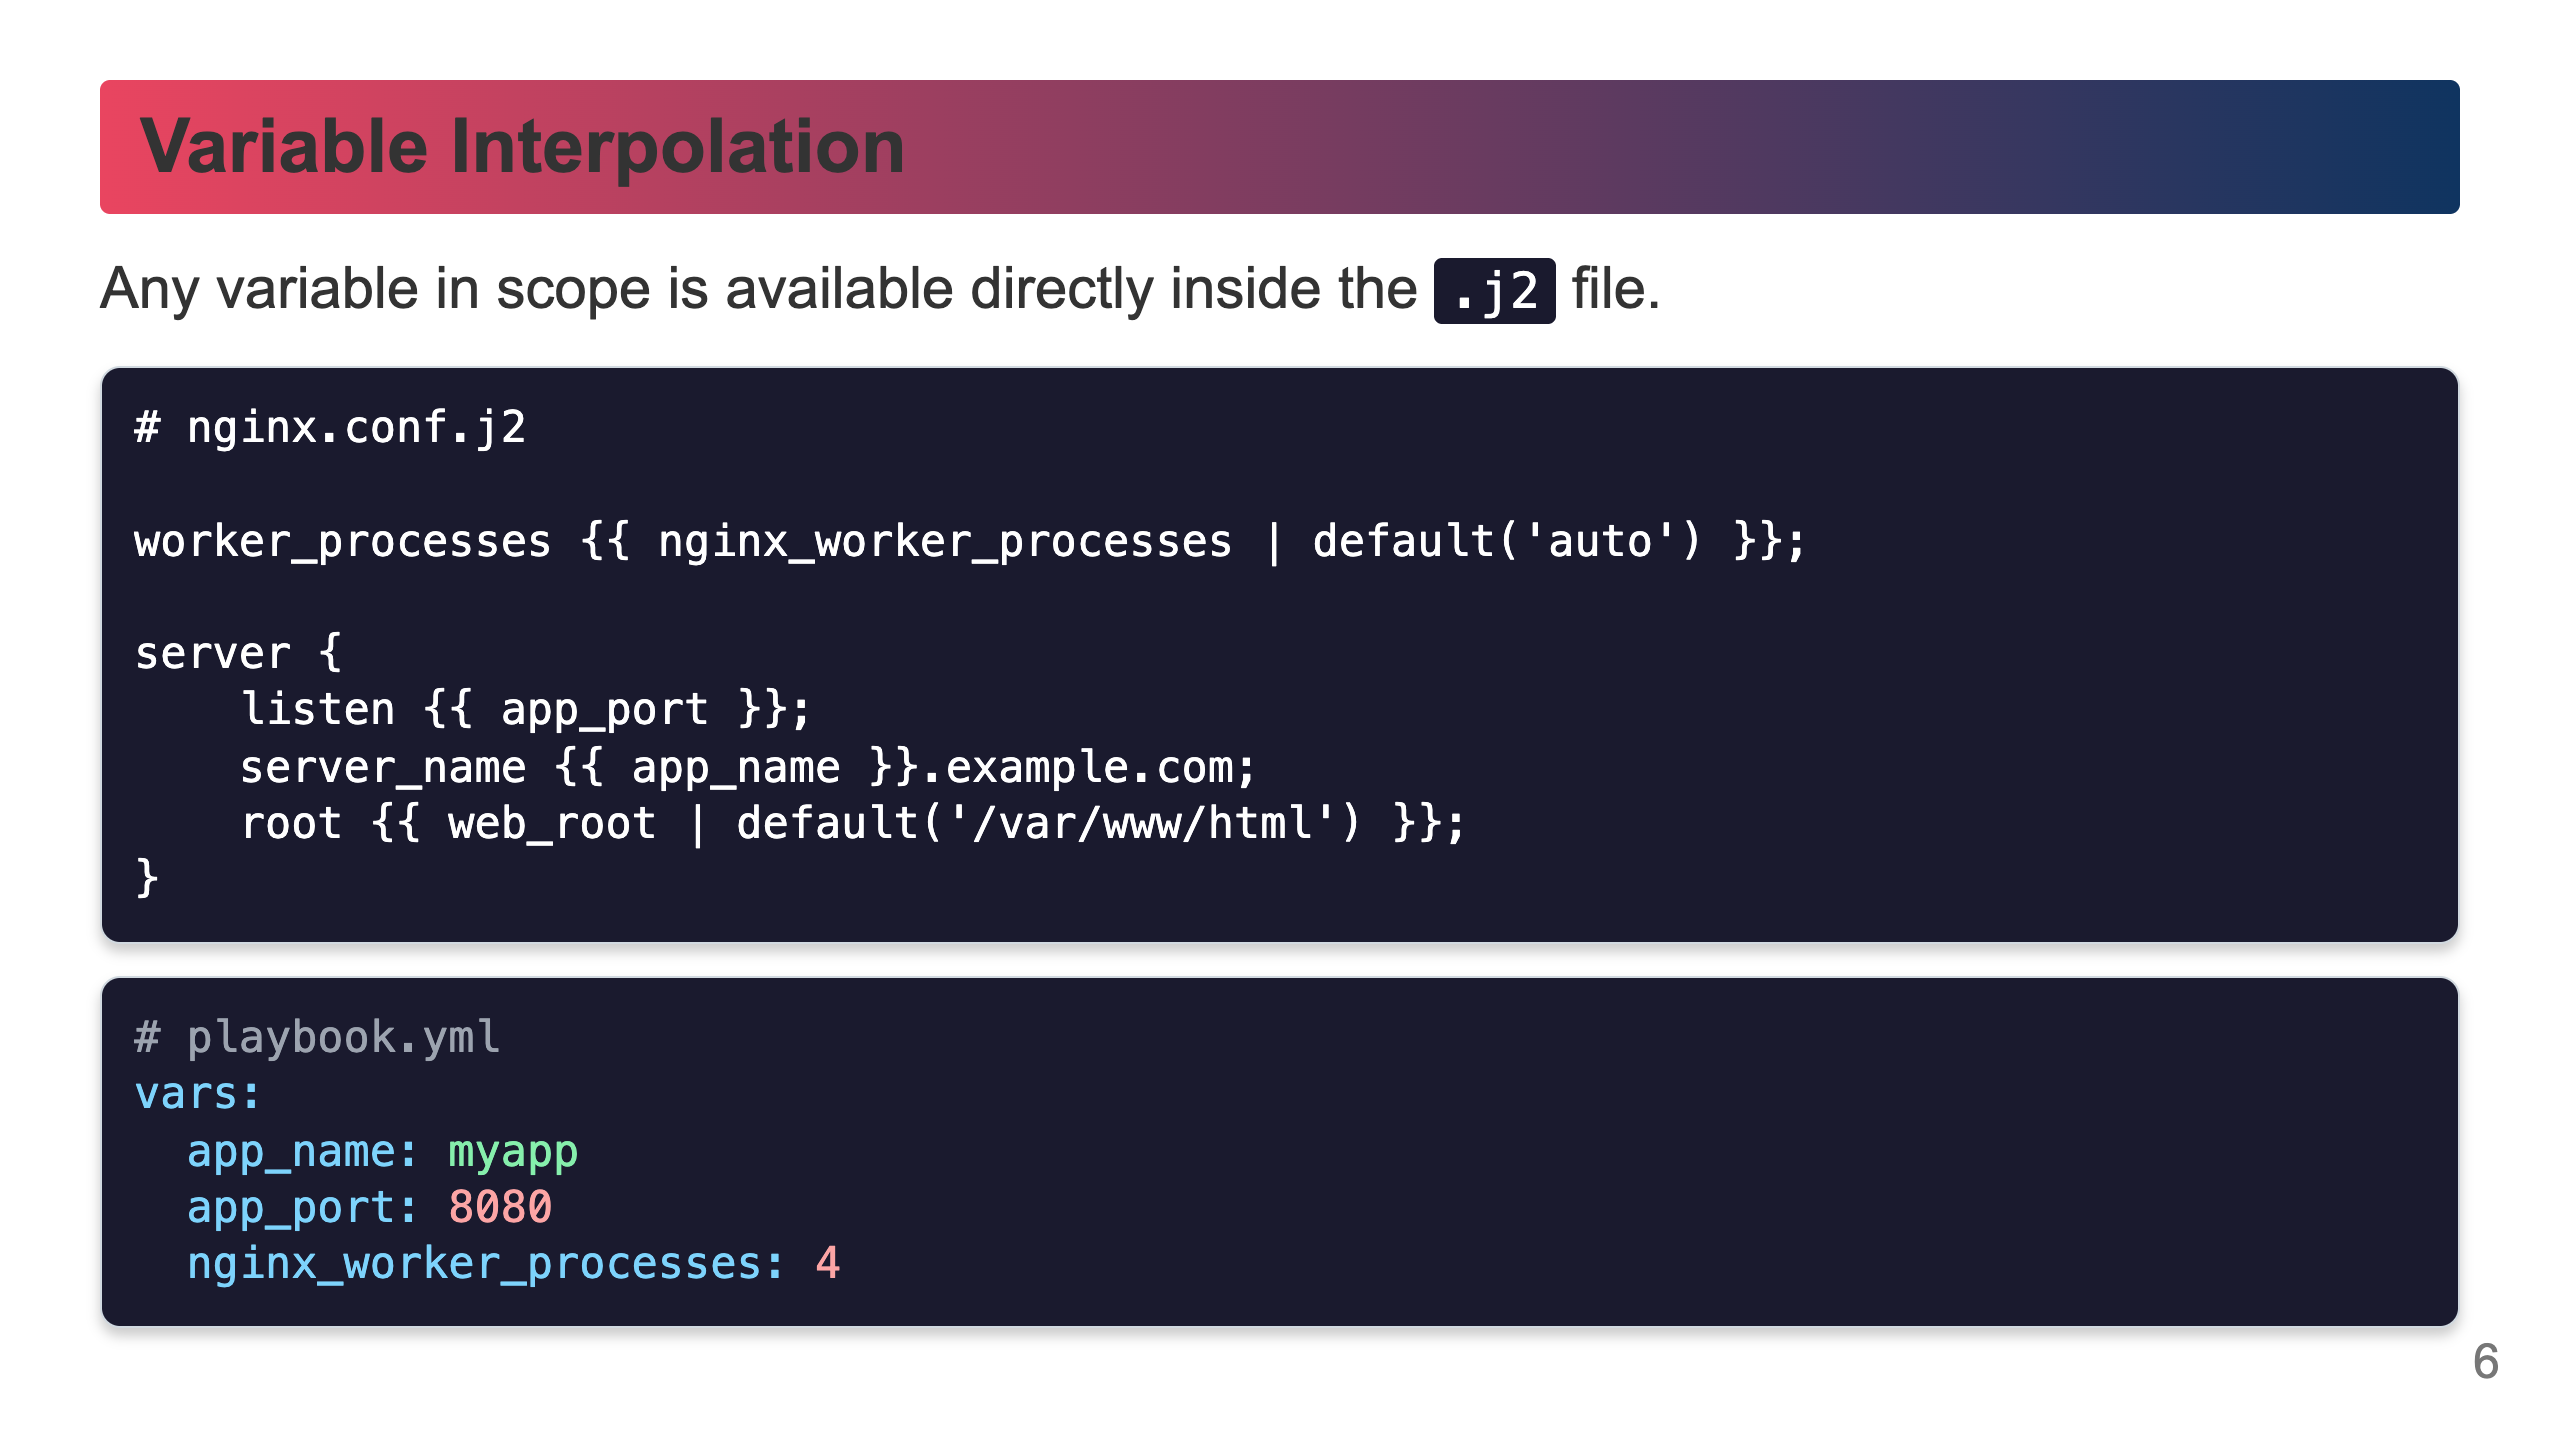 Variable Interpolation
Any variable in scope is available directly inside the .j2 file.
# nginx.conf.j2
worker_processes {{ nginx_worker_processes | default('auto') }};
server {
    listen {{ app_port }};
    server_name {{ app_name }}.example.com;
    root {{ web_root | default('/var/www/html') }};
}
# playbook.yml
vars:
  app_name: myapp
  app_port: 8080
  nginx_worker_processes: 4
6